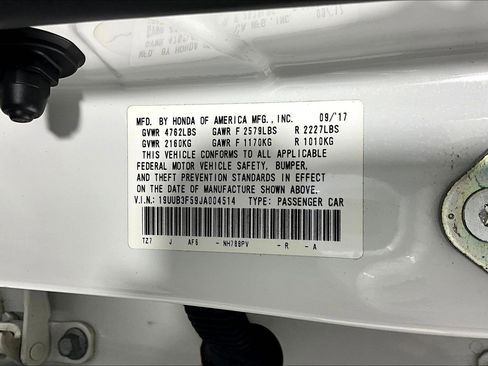 MFD. BY HONDA OF AMERICA MFG., INC. 09/'17
GVWR 4762LBS GAWR F 2579LBS R 2227LBS
GVWR 2160KG GAWR F 1170KG R 1010KG
THIS VEHICLE CONFORMS TO ALL APPLICABLE
FEDERAL MOTOR VEHICLE SAFETY, BUMPER,
AND THEFT PREVENTION STANDARDS IN EFFECT
ON THE DATE OF MANUFACTURE SHOWN ABOVE.
V.I.N.: 19UUB3F59JA004514 TYPE: PASSENGER CAR
TZ7 J AF6 - NH788PV - R - A